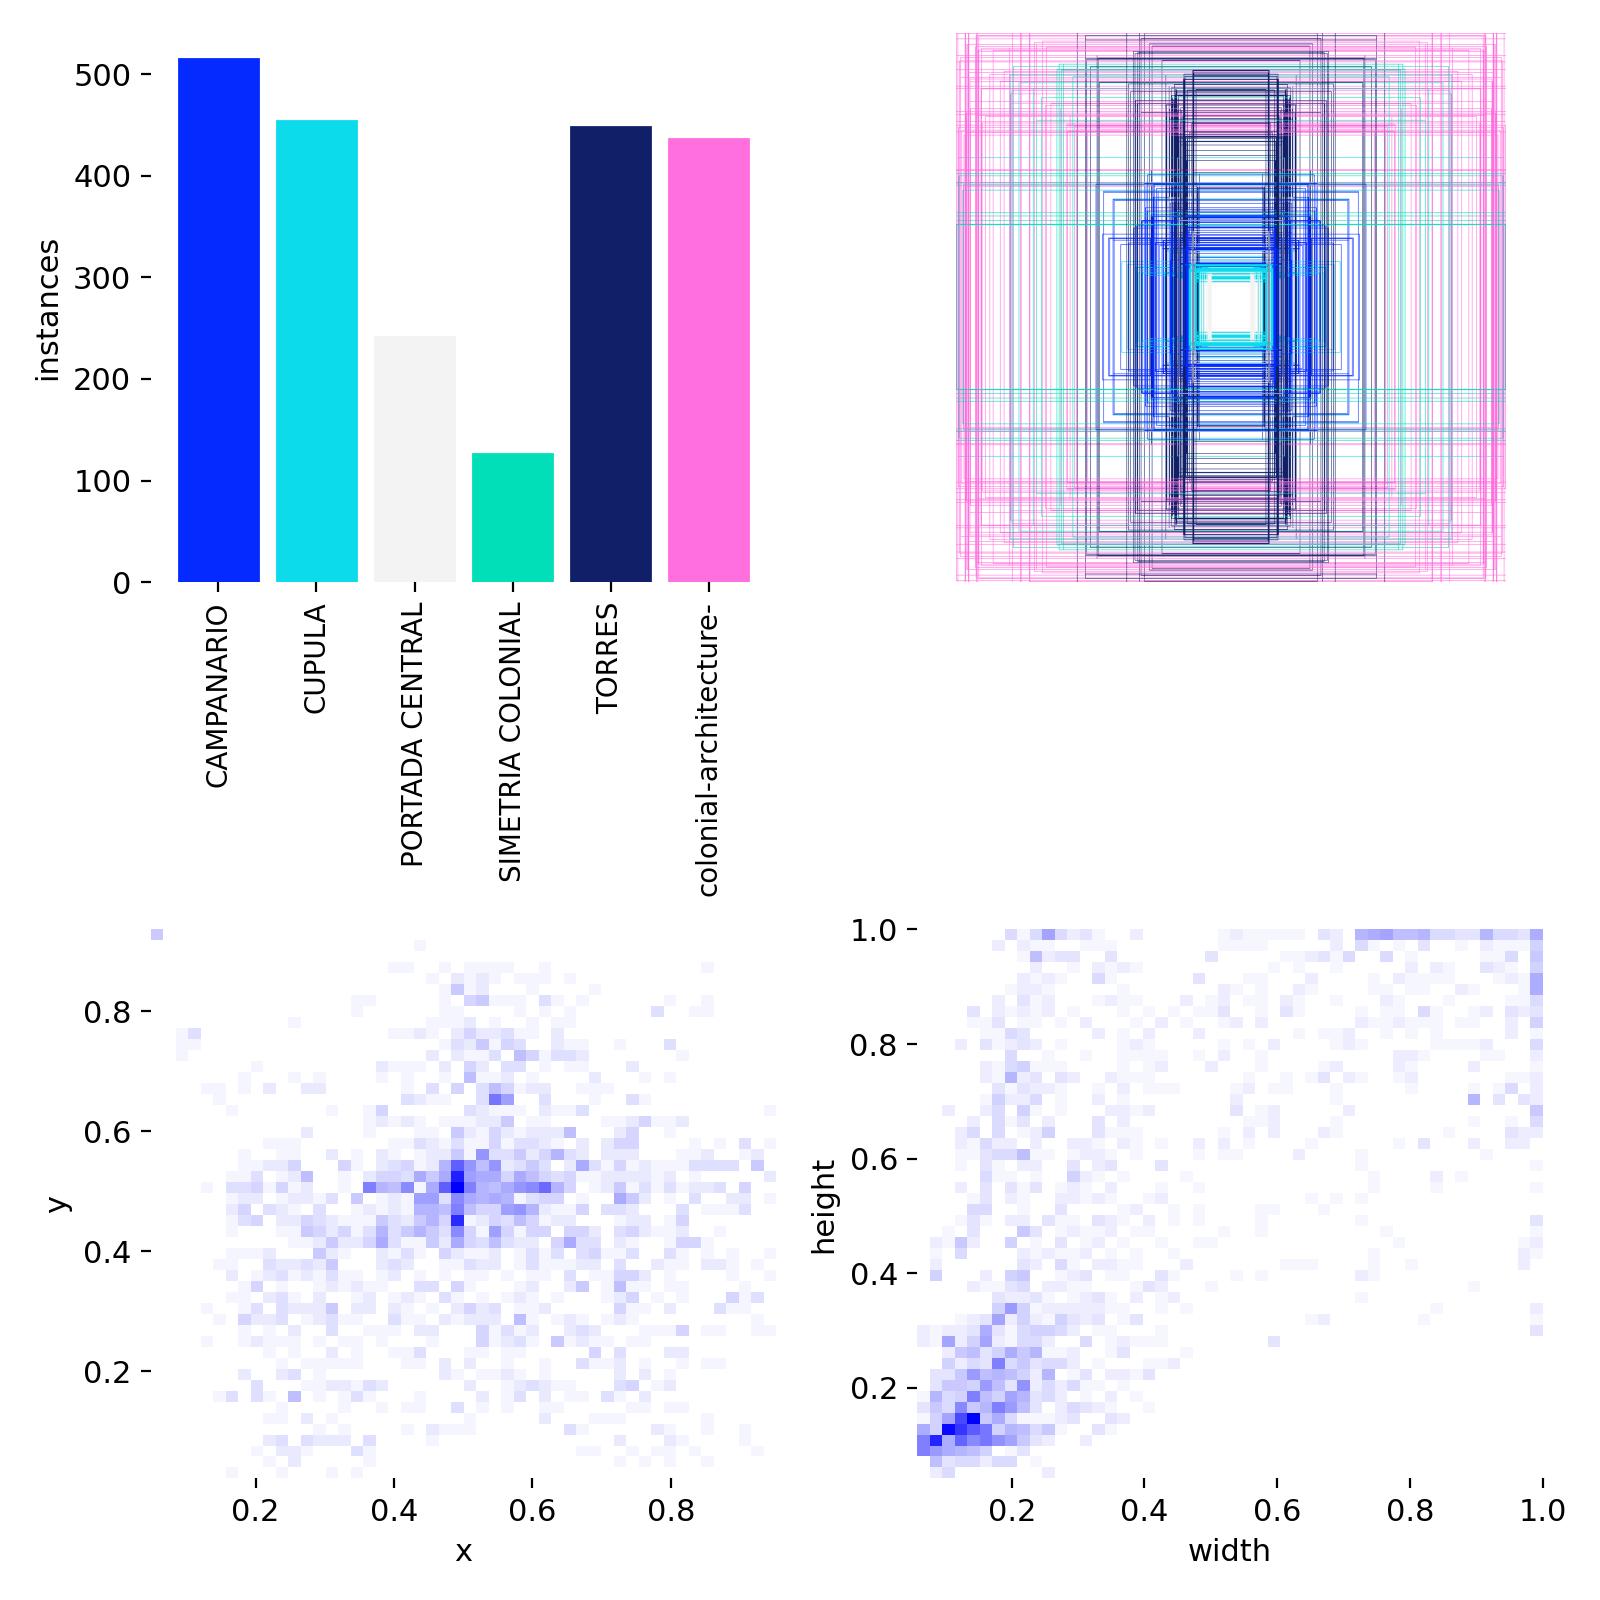 500
400
300
200
100
0
instances
CAMPANARIO
CUPULA
PORTADA CENTRAL
SIMETRIA COLONIAL
TORRES
colonial-architecture-
0.8
0.6
0.4
0.2
y
0.2 0.4 0.6 0.8
x
1.0
0.8
0.6
0.4
0.2
height
0.2 0.4 0.6 0.8 1.0
width